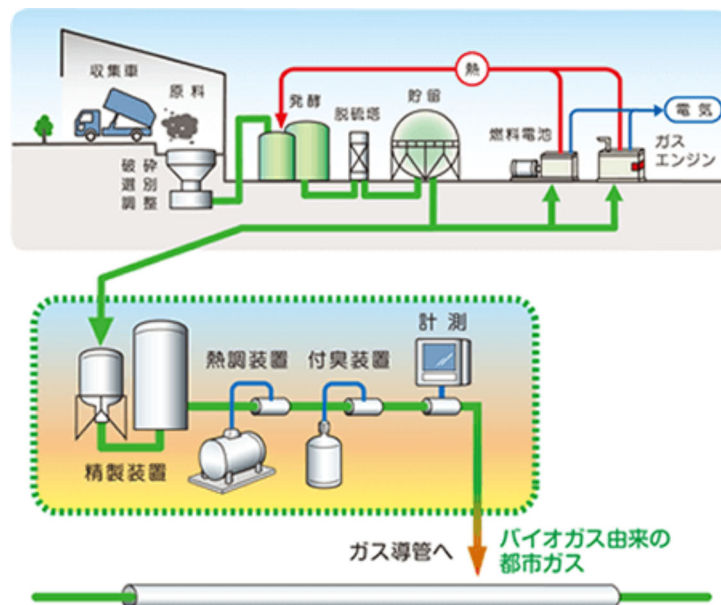 収集車
原料
破砕
選別
調整
発酵
脱硫塔
貯留
熱
燃料電池
ガス
エンジン
電気
精製装置
熱調装置
付臭装置
計測
ガス導管へ
バイオガス由来の
都市ガス